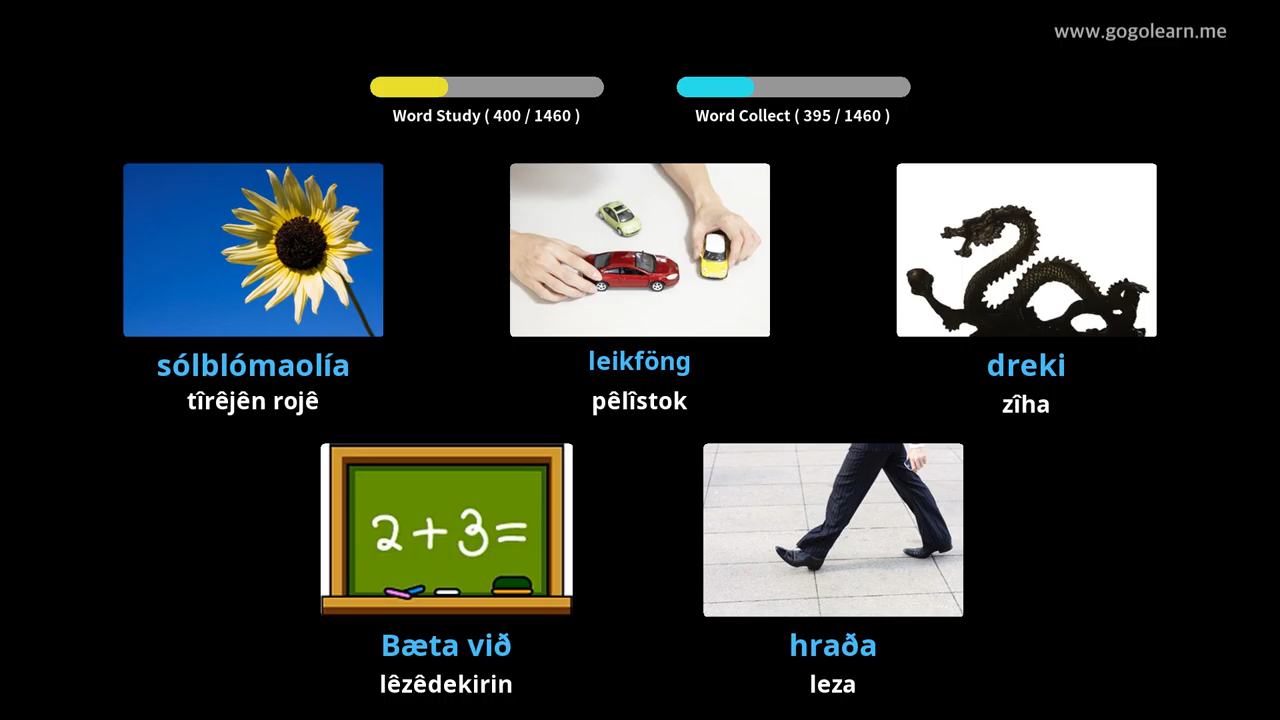 www.gogolearn.me
Word Study ( 400 / 1460 )
Word Collect ( 395 / 1460 )
sólblómaolía
tîrêjên rojê
leikföng
pêlîstok
dreki
zîha
2+3=
Bæta við
lêzêdekirin
hraða
leza